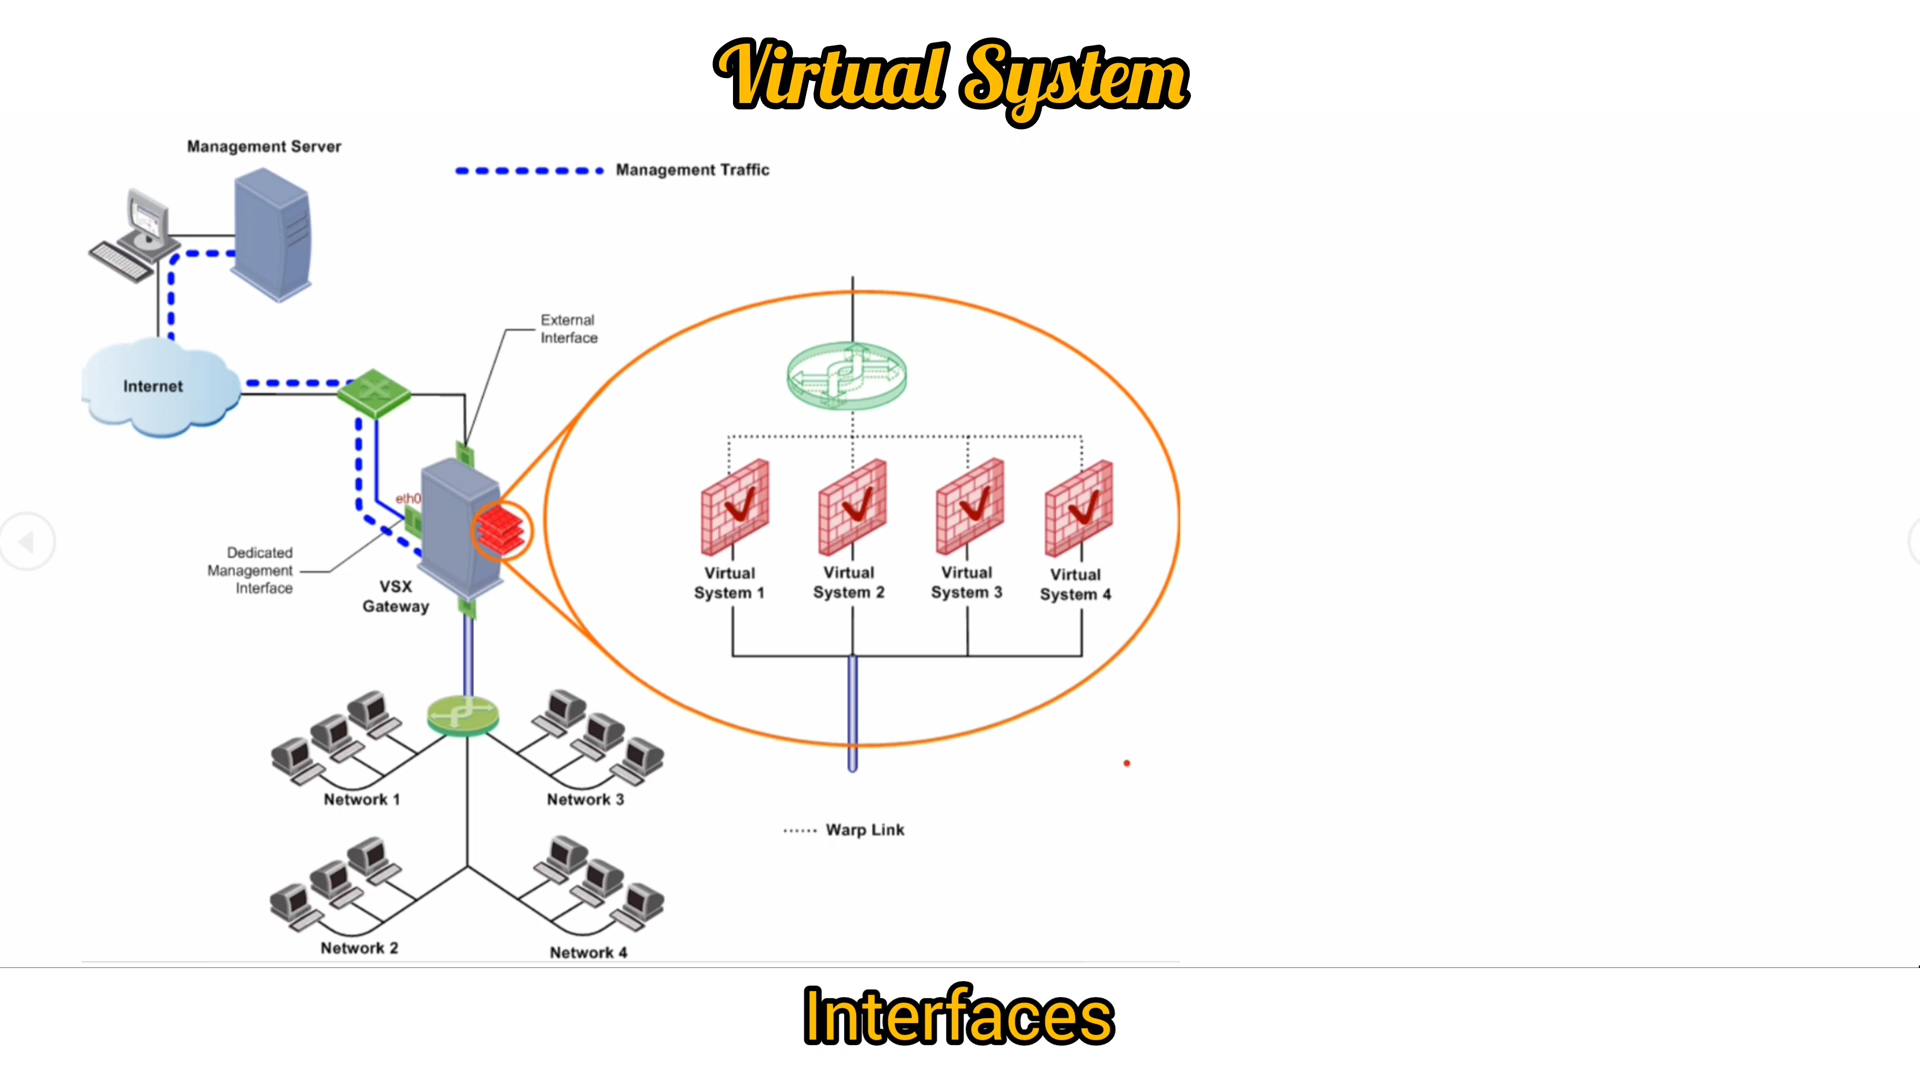 Virtual System
Management Server
Management Traffic
External
Interface
Internet
eth0
Dedicated
Management
Interface
VSX
Gateway
Virtual
System 1
Virtual
System 2
Virtual
System 3
Virtual
System 4
Network 1
Network 3
Warp Link
Network 2
Network 4
Interfaces